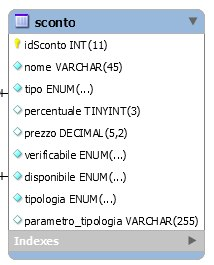 sconto
idSconto INT(11)
nome VARCHAR(45)
tipo ENUM(...)
percentuale TINYINT(3)
prezzo DECIMAL(5,2)
verificabile ENUM(...)
disponibile ENUM(...)
tipologia ENUM(...)
parametro_tipologia VARCHAR(255)
Indexes